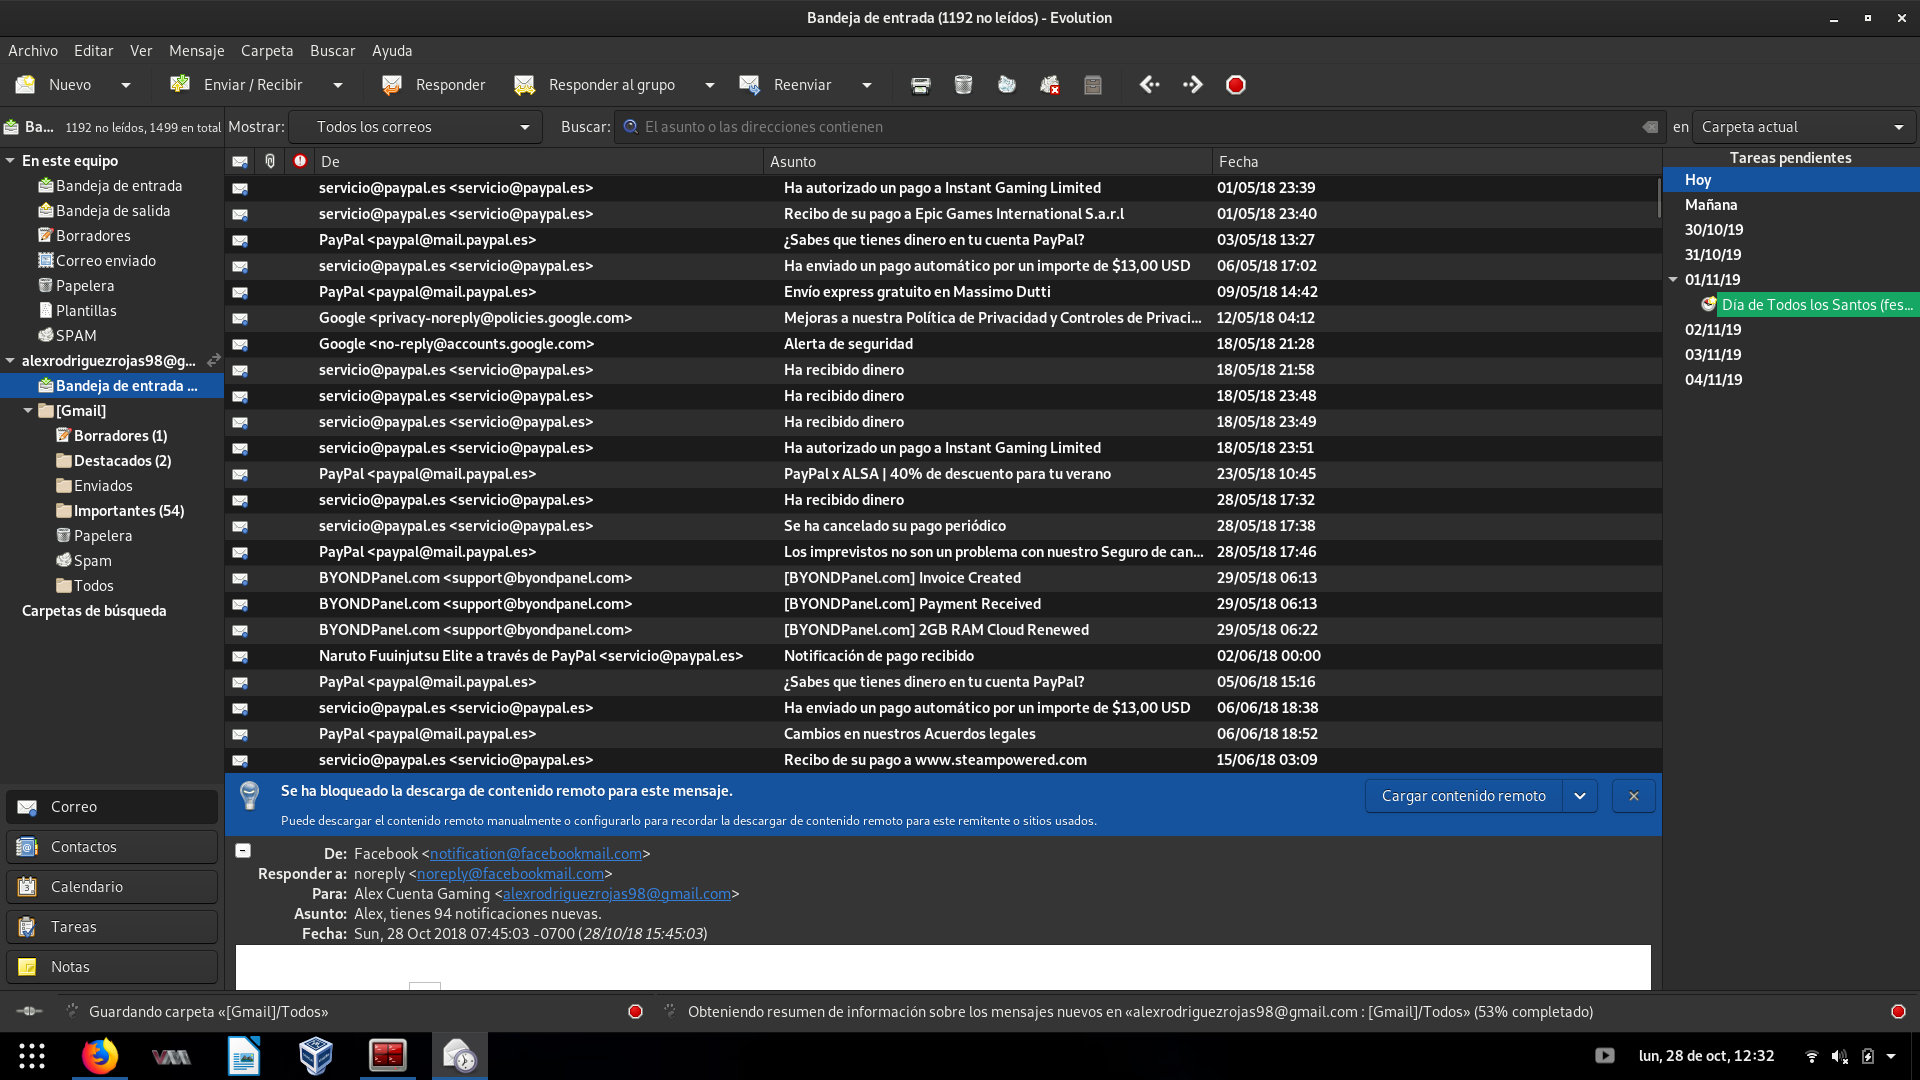 Bandeja de entrada (1192 no leídos) - Evolution
Archivo Editar Ver Mensaje Carpeta Buscar Ayuda
Nuevo Enviar / Recibir Responder Responder al grupo Reenviar
Ba... 1192 no leídos, 1499 en total Mostrar: Todos los correos Buscar: El asunto o las direcciones contienen en Carpeta actual
En este equipo
Bandeja de entrada
Bandeja de salida
Borradores
Correo enviado
Papelera
Plantillas
SPAM
alexrodriguezrojas98@g...
Bandeja de entrada ...
[Gmail]
Borradores (1)
Destacados (2)
Enviados
Importantes (54)
Papelera
Spam
Todos
Carpetas de búsqueda
Correo
Contactos
Calendario
Tareas
Notas
De Asunto Fecha
servicio@paypal.es <servicio@paypal.es> Ha autorizado un pago a Instant Gaming Limited 01/05/18 23:39
servicio@paypal.es <servicio@paypal.es> Recibo de su pago a Epic Games International S.a.r.l 01/05/18 23:40
PayPal <paypal@mail.paypal.es> ¿Sabes que tienes dinero en tu cuenta PayPal? 03/05/18 13:27
servicio@paypal.es <servicio@paypal.es> Ha enviado un pago automático por un importe de $13,00 USD 06/05/18 17:02
PayPal <paypal@mail.paypal.es> Envío express gratuito en Massimo Dutti 09/05/18 14:42
Google <privacy-noreply@policies.google.com> Mejoras a nuestra Política de Privacidad y Controles de Privaci... 12/05/18 04:12
Google <no-reply@accounts.google.com> Alerta de seguridad 18/05/18 21:28
servicio@paypal.es <servicio@paypal.es> Ha recibido dinero 18/05/18 21:58
servicio@paypal.es <servicio@paypal.es> Ha recibido dinero 18/05/18 23:48
servicio@paypal.es <servicio@paypal.es> Ha recibido dinero 18/05/18 23:49
servicio@paypal.es <servicio@paypal.es> Ha autorizado un pago a Instant Gaming Limited 18/05/18 23:51
PayPal <paypal@mail.paypal.es> PayPal x ALSA | 40% de descuento para tu verano 23/05/18 10:45
servicio@paypal.es <servicio@paypal.es> Ha recibido dinero 28/05/18 17:32
servicio@paypal.es <servicio@paypal.es> Se ha cancelado su pago periódico 28/05/18 17:38
PayPal <paypal@mail.paypal.es> Los imprevistos no son un problema con nuestro Seguro de can... 28/05/18 17:46
BYONDPanel.com <support@byondpanel.com> [BYONDPanel.com] Invoice Created 29/05/18 06:13
BYONDPanel.com <support@byondpanel.com> [BYONDPanel.com] Payment Received 29/05/18 06:13
BYONDPanel.com <support@byondpanel.com> [BYONDPanel.com] 2GB RAM Cloud Renewed 29/05/18 06:22
Naruto Fuuinjutsu Elite a través de PayPal <servicio@paypal.es> Notificación de pago recibido 02/06/18 00:00
PayPal <paypal@mail.paypal.es> ¿Sabes que tienes dinero en tu cuenta PayPal? 05/06/18 15:16
servicio@paypal.es <servicio@paypal.es> Ha enviado un pago automático por un importe de $13,00 USD 06/06/18 18:38
PayPal <paypal@mail.paypal.es> Cambios en nuestros Acuerdos legales 06/06/18 18:52
servicio@paypal.es <servicio@paypal.es> Recibo de su pago a www.steampowered.com 15/06/18 03:09
Se ha bloqueado la descarga de contenido remoto para este mensaje.
Puede descargar el contenido remoto manualmente o configurarlo para recordar la descargar de contenido remoto para este remitente o sitios usados.
Cargar contenido remoto
De: Facebook <notification@facebookmail.com>
Responder a: noreply <noreply@facebookmail.com>
Para: Alex Cuenta Gaming <alexrodriguezrojas98@gmail.com>
Asunto: Alex, tienes 94 notificaciones nuevas.
Fecha: Sun, 28 Oct 2018 07:45:03 -0700 (28/10/18 15:45:03)
Tareas pendientes
Hoy
Mañana
30/10/19
31/10/19
01/11/19
Día de Todos los Santos (fes...
02/11/19
03/11/19
04/11/19
Guardando carpeta «[Gmail]/Todos» Obteniendo resumen de información sobre los mensajes nuevos en «alexrodriguezrojas98@gmail.com : [Gmail]/Todos» (53% completado)
lun, 28 de oct, 12:32